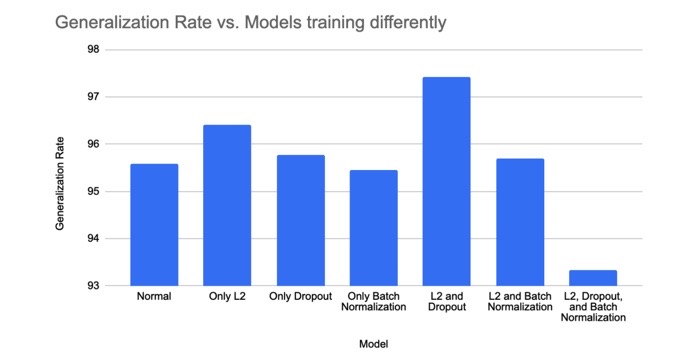 Generalization Rate vs. Models training differently
98
97
96
95
94
93
Generalization Rate
Normal
Only L2
Only Dropout
Only Batch
Normalization
L2 and
Dropout
L2 and Batch
Normalization
L2, Dropout,
and Batch
Normalization
Model